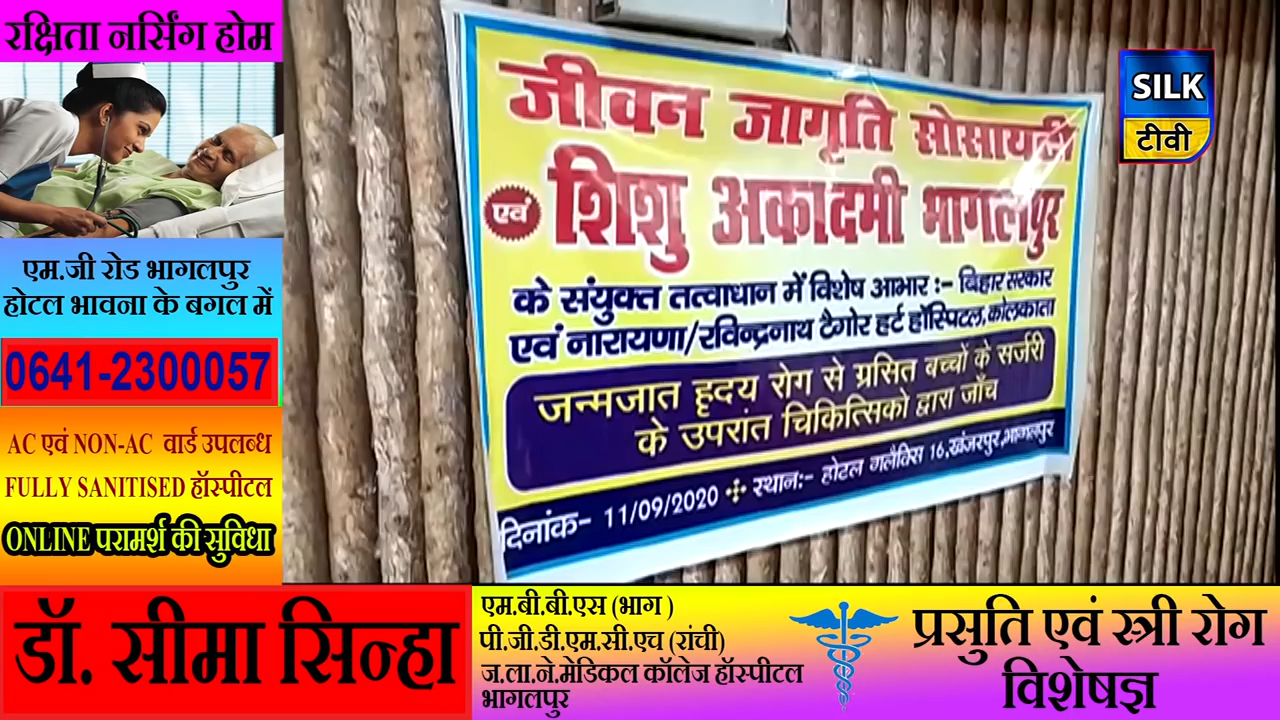 रक्षिता नर्सिंग होम
एम.जी रोड भागलपुर
होटल भावना के बगल में
0641-2300057
AC एवं NON-AC वार्ड उपलब्ध
FULLY SANITISED हॉस्पीटल
ONLINE परामर्श की सुविधा
जीवन जागृति सोसायटी
एवं शिशु अकादमी भागलपुर
के संयुक्त तत्वाधान में विशेष आभार :- बिहार सरकार
एवं नारायणा/रविन्द्रनाथ टैगोर हर्ट हॉस्पिटल,कोलकाता
जन्मजात हृदय रोग से ग्रसित बच्चों के सर्जरी
के उपरांत चिकित्सिको द्वारा जाँच
दिनांक- 11/09/2020 स्थान:- होटल गलैक्सि 16,खंजरपुर,भागलपुर
SILK
टीवी
डॉ. सीमा सिन्हा
एम.बी.बी.एस (भाग )
पी.जी.डी.एम.सी.एच (रांची)
ज.ला.ने.मेडिकल कॉलेज हॉस्पीटल
भागलपुर
प्रसुति एवं स्त्री रोग
विशेषज्ञ